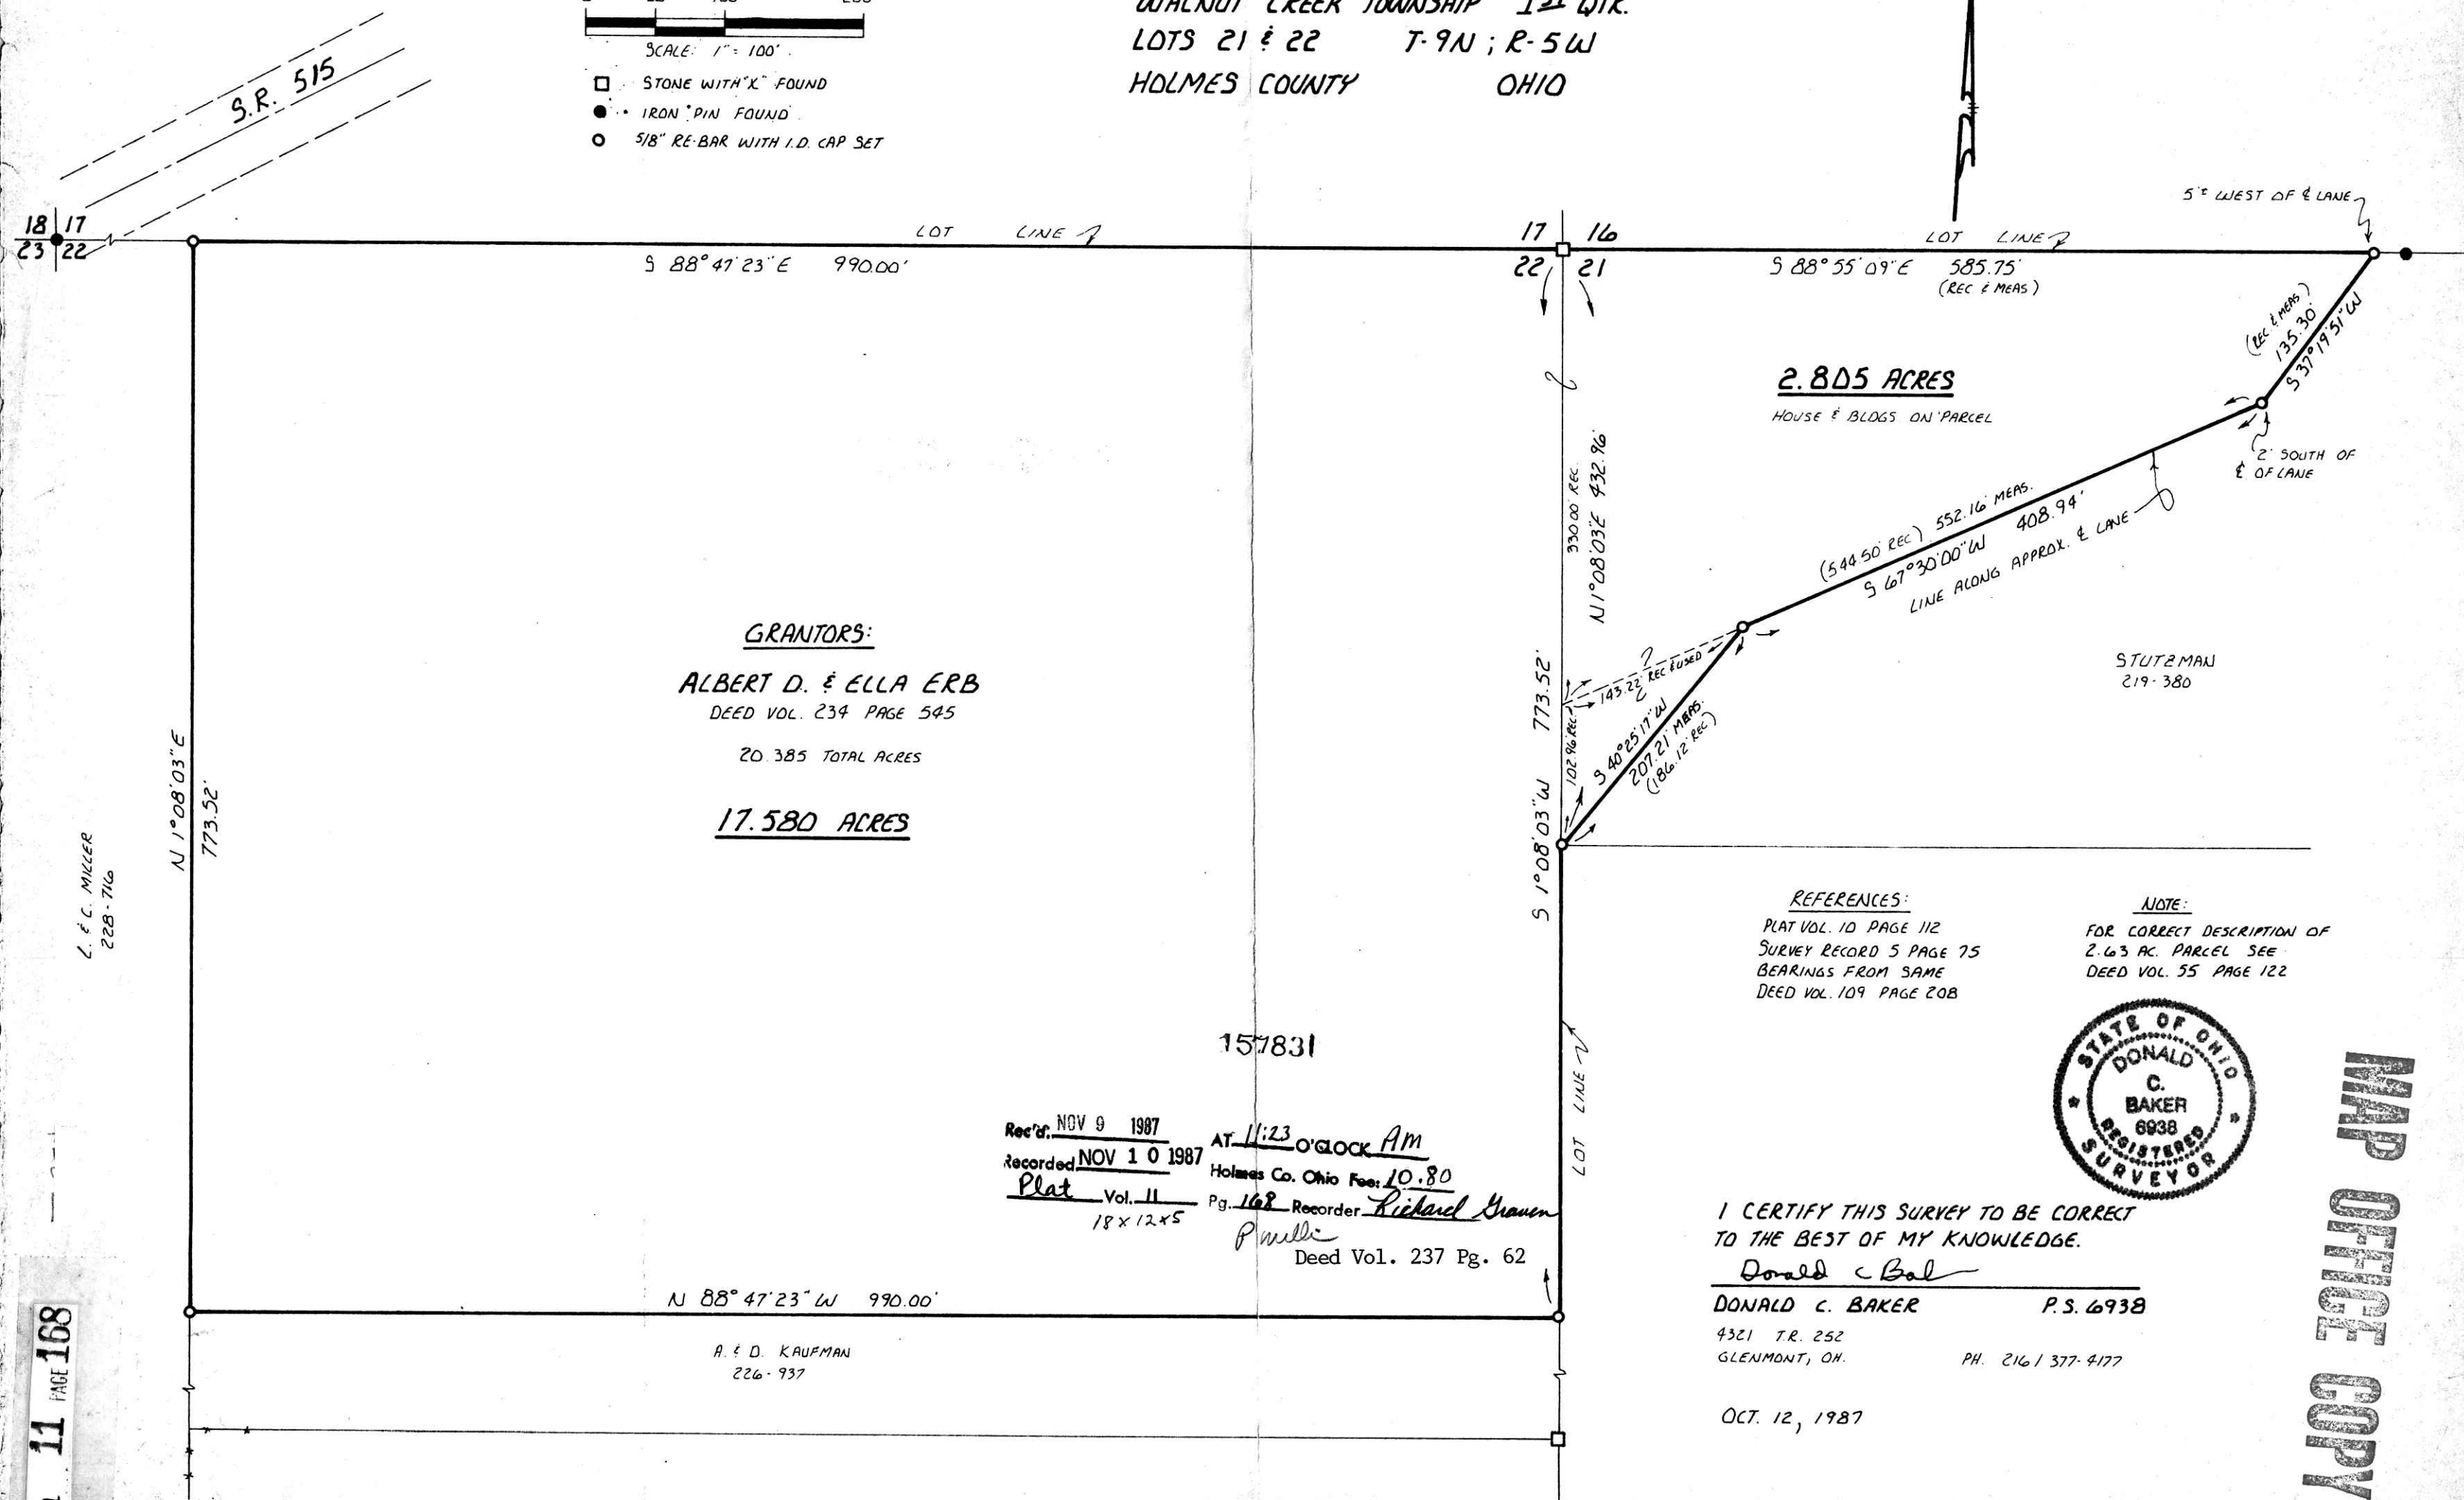 WALNUT CREEK TOWNSHIP 1ST QTR.
LOTS 21 & 22 T-9N ; R-5W
HOLMES COUNTY OHIO
SCALE: 1" = 100'
STONE WITH "X" FOUND
IRON PIN FOUND
5/8" RE-BAR WITH I.D. CAP SET
S.R. 515
5'± WEST OF ℄ LANE
18 17
23 22
LOT LINE
S 88° 47' 23" E 990.00'
17 16
22 21
LOT LINE
S 88° 55' 09" E 585.75'
(REC & MEAS)
(REC & MEAS)
135.30'
S 37° 19' 51" W
2.805 ACRES
HOUSE & BLDGS ON PARCEL
2' SOUTH OF
℄ OF LANE
330.00 REC.
N 1° 08' 03" E 432.96'
(544.50 REC) 552.16' MEAS.
S 67° 30' 00" W 408.94'
LINE ALONG APPROX. ℄ LANE
143.22' REC & USED
102.96 REC
S 40° 25' 17" W
207.21' MEAS.
(186.12' REC)
STUTZMAN
219-380
GRANTORS:
ALBERT D. & ELLA ERB
DEED VOL. 234 PAGE 545
20.385 TOTAL ACRES
17.580 ACRES
N 1° 08' 03" E
773.52'
L. & C. MILLER
228-716
S 1° 08' 03" W 773.52'
LOT LINE
REFERENCES:
PLAT VOL. 10 PAGE 112
SURVEY RECORD 5 PAGE 75
BEARINGS FROM SAME
DEED VOL. 109 PAGE 208
NOTE:
FOR CORRECT DESCRIPTION OF
2.63 AC. PARCEL SEE
DEED VOL. 55 PAGE 122
157831
Rec'd. NOV 9 1987 AT 11:23 O'CLOCK AM
Recorded NOV 10 1987 Holmes Co. Ohio Fee: 10.80
Plat Vol. 11 Pg. 168 Recorder Richard Graven
18 x 12 x 5
Deed Vol. 237 Pg. 62
STATE OF OHIO
DONALD
C.
BAKER
6938
REGISTERED
SURVEYOR
I CERTIFY THIS SURVEY TO BE CORRECT
TO THE BEST OF MY KNOWLEDGE.
DONALD C. BAKER P.S. 6938
4321 T.R. 252
GLENMONT, OH. PH. 216 / 377-4177
OCT. 12, 1987
N 88° 47' 23" W 990.00'
A. & D. KAUFMAN
226-937
11 PAGE 168
MAP OFFICE COPY